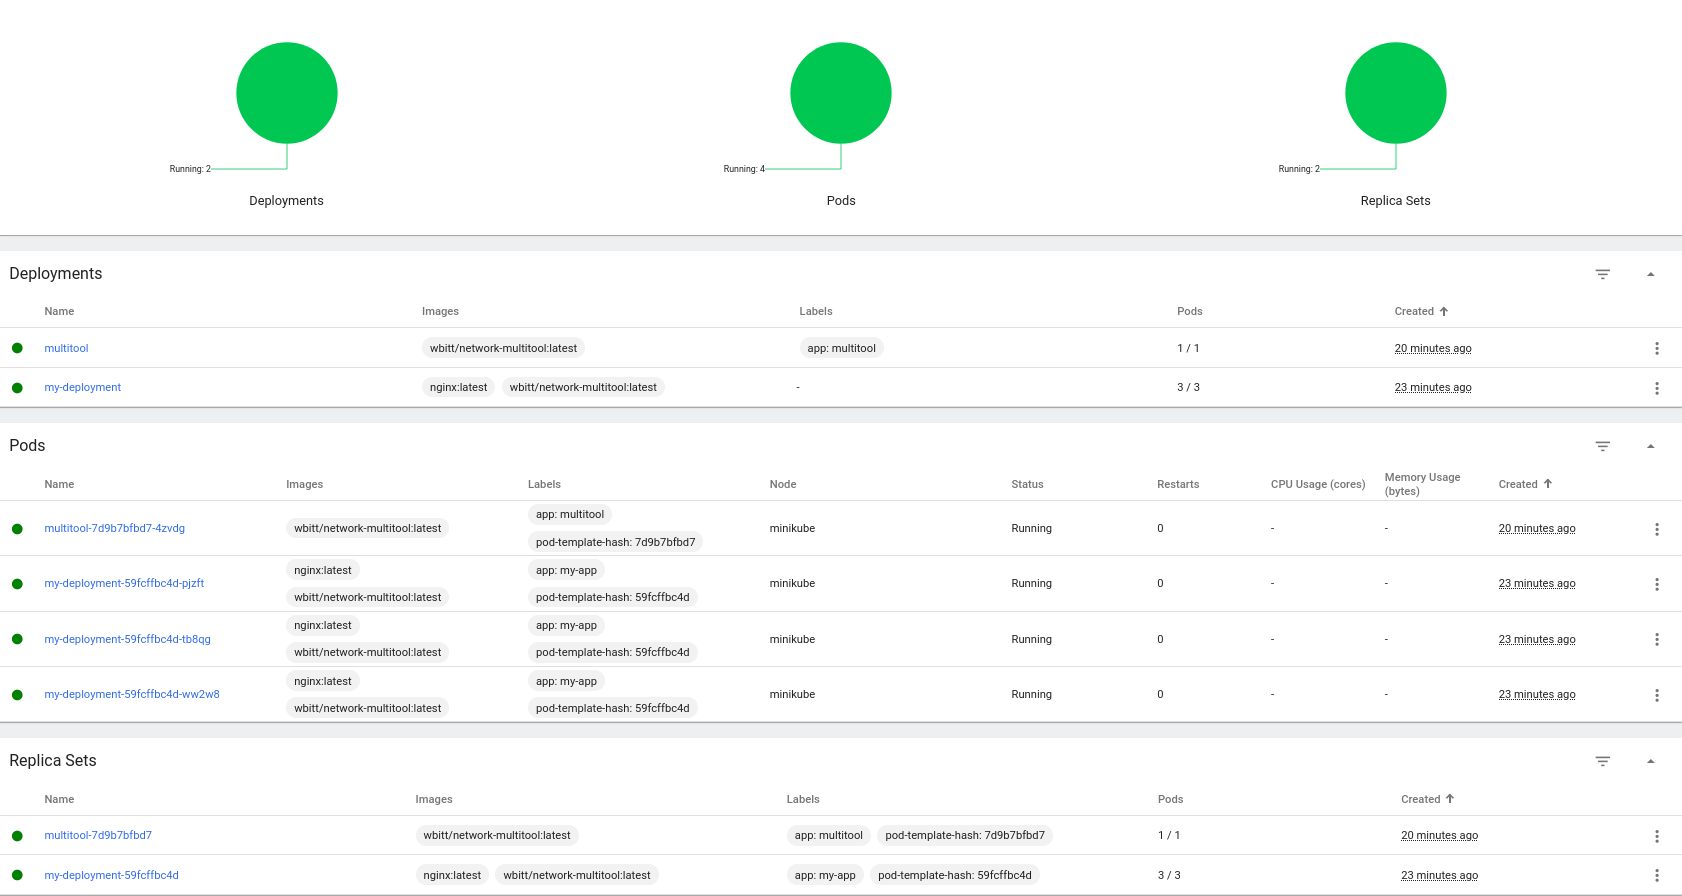 Running: 2
Running: 4
Running: 2
Deployments
Pods
Replica Sets
Deployments
Name Images Labels Pods Created
multitool wbitt/network-multitool:latest app: multitool 1 / 1 20 minutes ago
my-deployment nginx:latest wbitt/network-multitool:latest - 3 / 3 23 minutes ago
Pods
Name Images Labels Node Status Restarts CPU Usage (cores) Memory Usage (bytes) Created
multitool-7d9b7bfbd7-4zvdg wbitt/network-multitool:latest app: multitool pod-template-hash: 7d9b7bfbd7 minikube Running 0 - - 20 minutes ago
my-deployment-59fcffbc4d-pjzft nginx:latest wbitt/network-multitool:latest app: my-app pod-template-hash: 59fcffbc4d minikube Running 0 - - 23 minutes ago
my-deployment-59fcffbc4d-tb8qg nginx:latest wbitt/network-multitool:latest app: my-app pod-template-hash: 59fcffbc4d minikube Running 0 - - 23 minutes ago
my-deployment-59fcffbc4d-ww2w8 nginx:latest wbitt/network-multitool:latest app: my-app pod-template-hash: 59fcffbc4d minikube Running 0 - - 23 minutes ago
Replica Sets
Name Images Labels Pods Created
multitool-7d9b7bfbd7 wbitt/network-multitool:latest app: multitool pod-template-hash: 7d9b7bfbd7 1 / 1 20 minutes ago
my-deployment-59fcffbc4d nginx:latest wbitt/network-multitool:latest app: my-app pod-template-hash: 59fcffbc4d 3 / 3 23 minutes ago